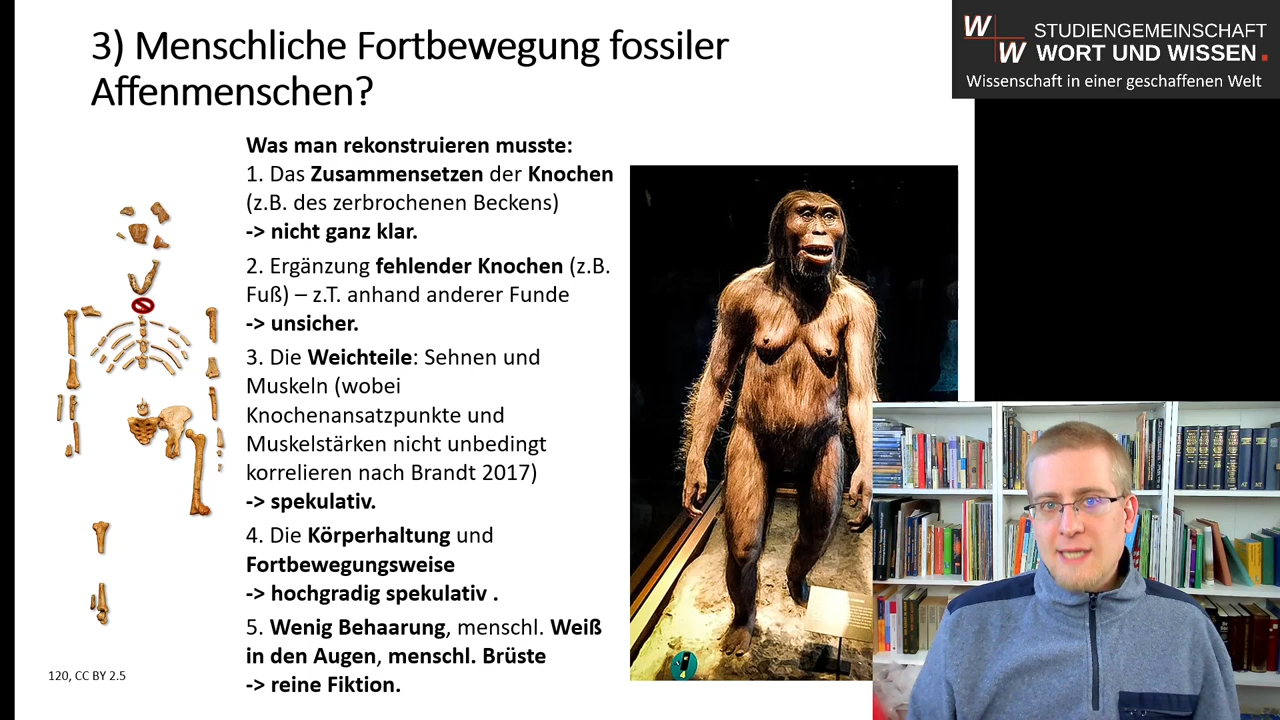 3) Menschliche Fortbewegung fossiler
Affenmenschen?
W
W
STUDIENGEMEINSCHAFT
WORT UND WISSEN.
Wissenschaft in einer geschaffenen Welt
Was man rekonstruieren musste:
1. Das Zusammensetzen der Knochen
(z.B. des zerbrochenen Beckens)
-> nicht ganz klar.
2. Ergänzung fehlender Knochen (z.B.
Fuß) – z.T. anhand anderer Funde
-> unsicher.
3. Die Weichteile: Sehnen und
Muskeln (wobei
Knochenansatzpunkte und
Muskelstärken nicht unbedingt
korrelieren nach Brandt 2017)
-> spekulativ.
4. Die Körperhaltung und
Fortbewegungsweise
-> hochgradig spekulativ .
5. Wenig Behaarung, menschl. Weiß
in den Augen, menschl. Brüste
-> reine Fiktion.
120, CC BY 2.5
4